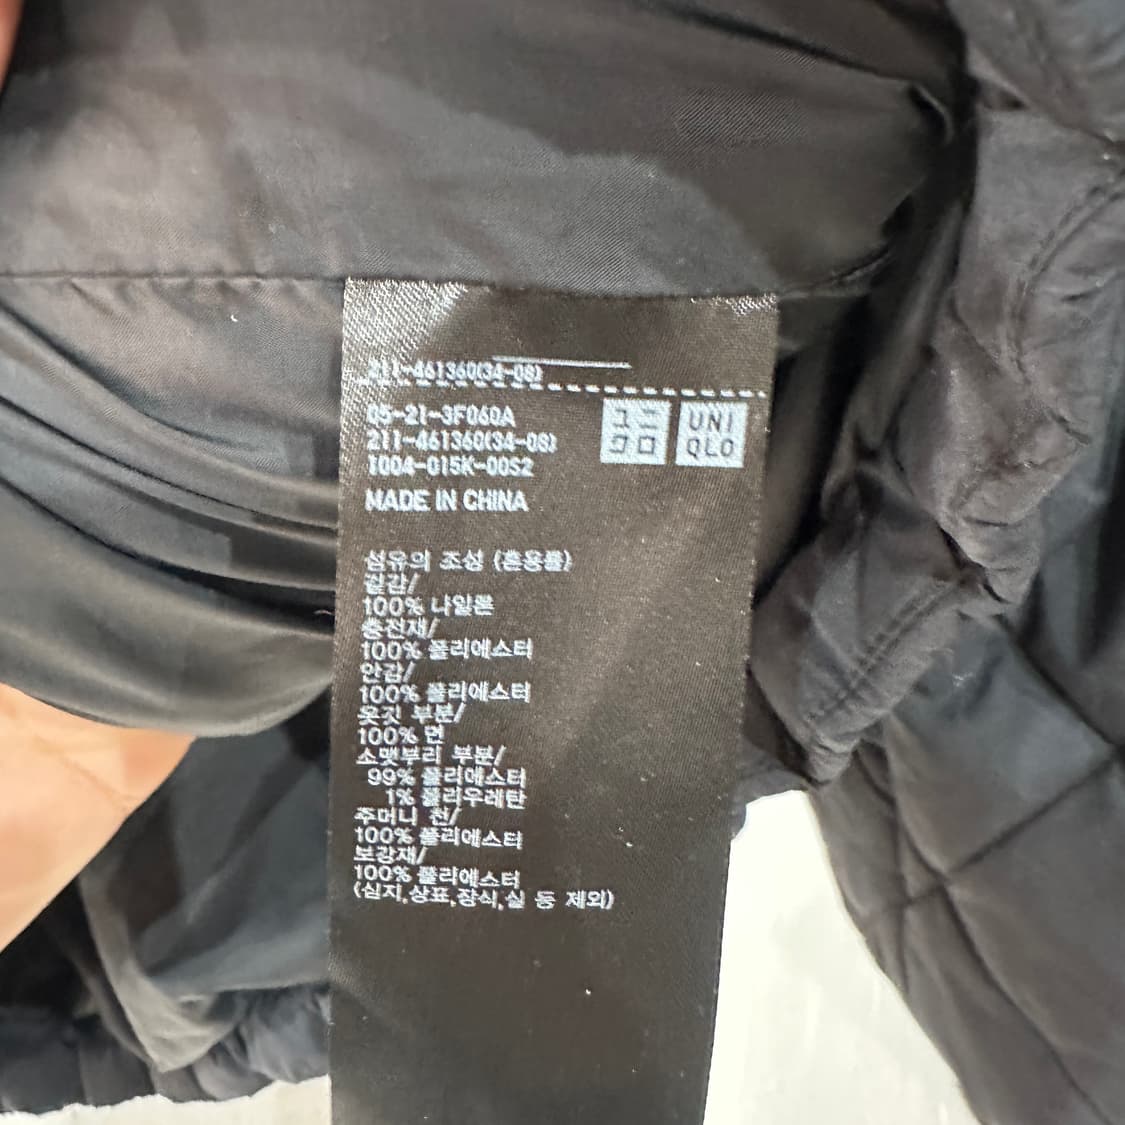 211-461360(34-08)
05-21-3F060A
211-461360(34-08)
1004-015K-00S2
MADE IN CHINA
ユニ
クロ
UNI
QLO
섬유의 조성 (혼용률)
겉감/
100% 나일론
충전재/
100% 폴리에스터
안감/
100% 폴리에스터
옷깃 부분/
100% 면
소맷부리 부분/
99% 폴리에스터
1% 폴리우레탄
주머니 천/
100% 폴리에스터
보강재/
100% 폴리에스터
(심지,상표,장식,실 등 제외)